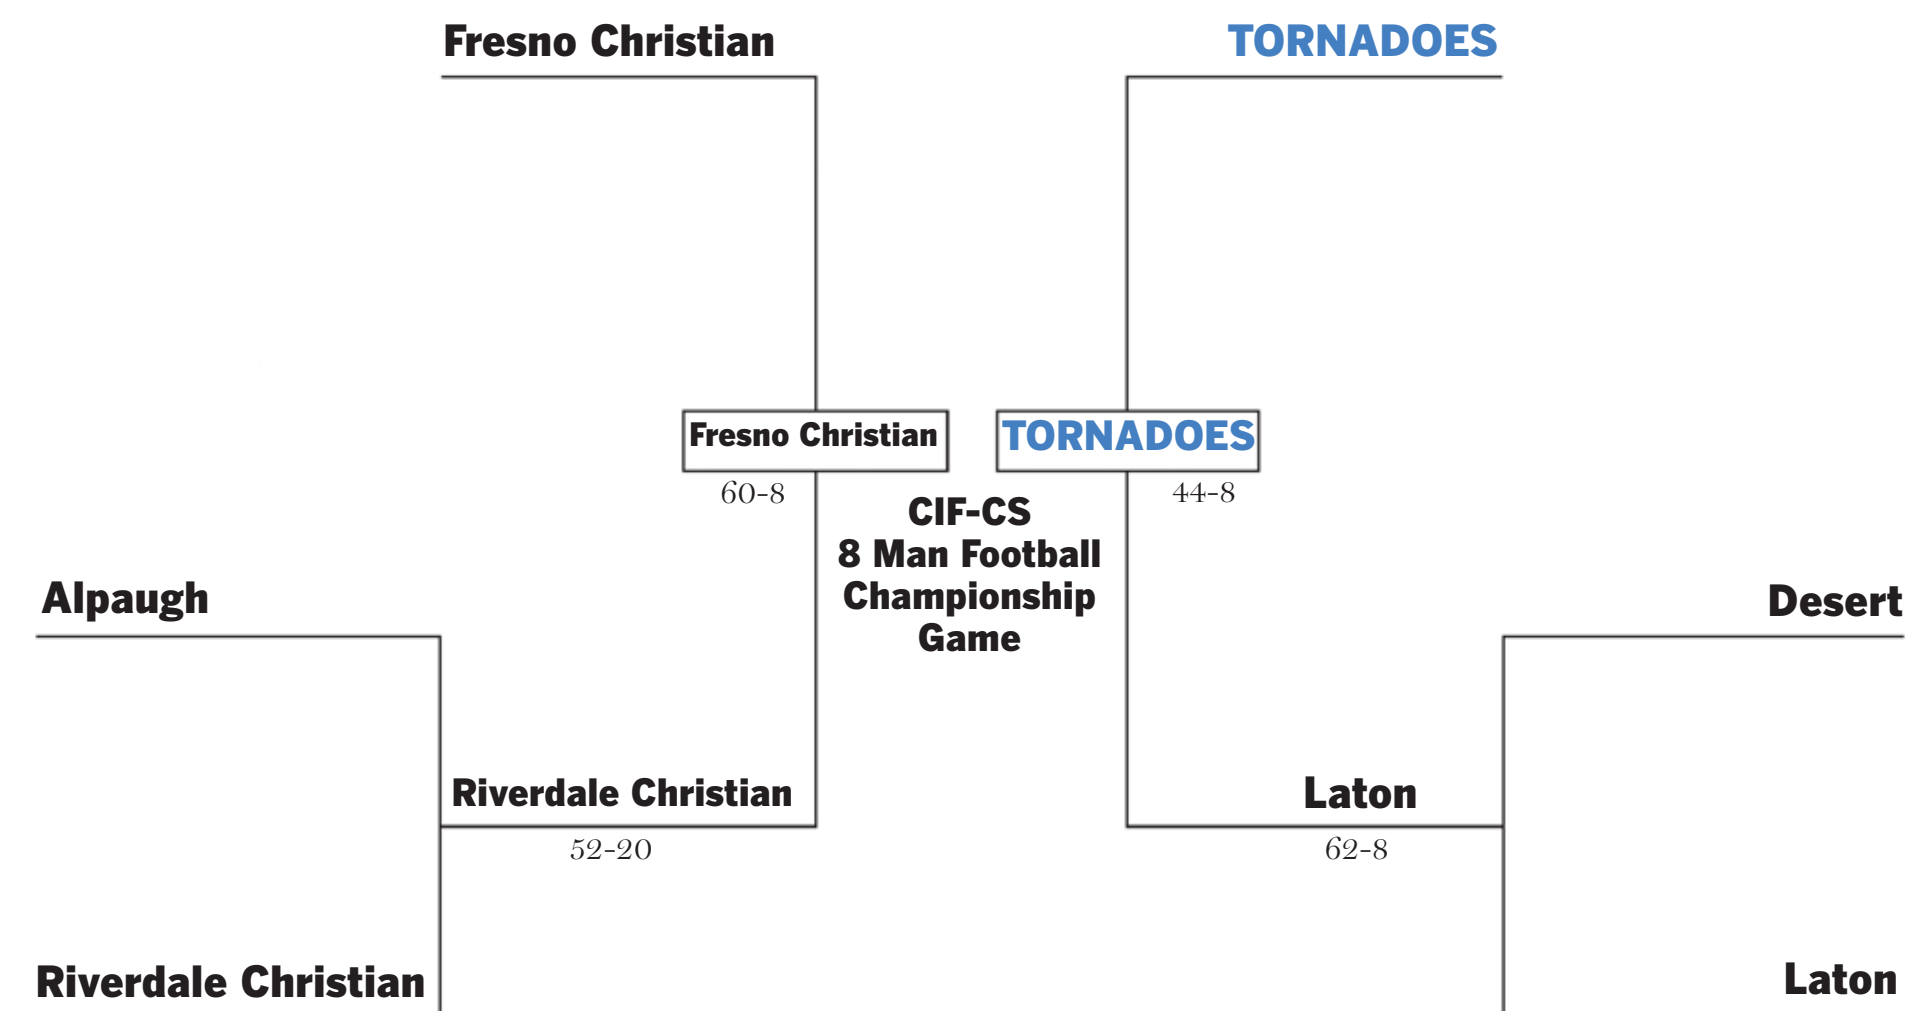 Fresno Christian
TORNADOES
Fresno Christian
TORNADOES
60-8
44-8
CIF-CS
8 Man Football
Championship
Game
Alpaugh
Desert
Riverdale Christian
Laton
52-20
62-8
Riverdale Christian
Laton